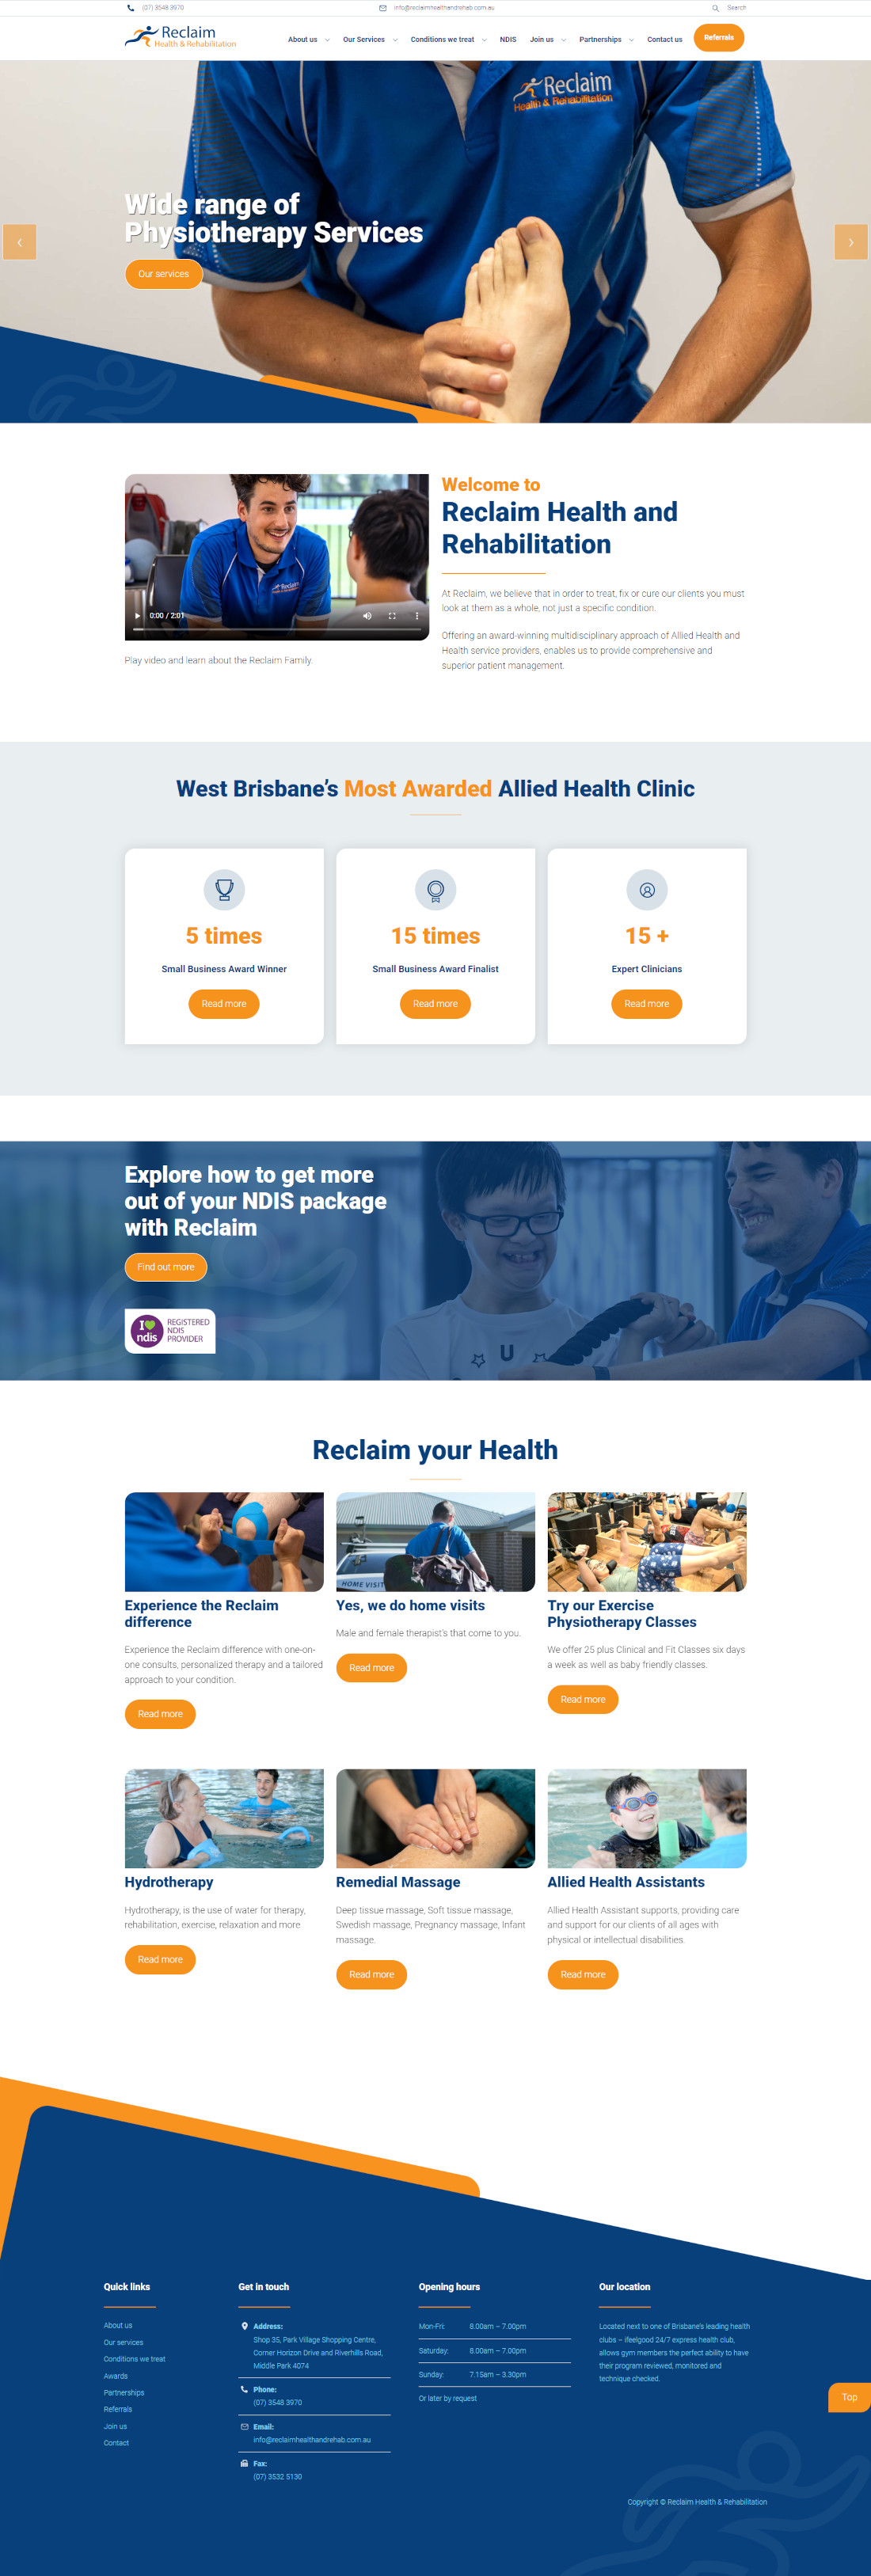 (07) 3548 3970
info@reclaimhealthandrehab.com.au
Search
Reclaim
Health & Rehabilitation
About us
Our Services
Conditions we treat
NDIS
Join us
Partnerships
Contact us
Referrals
Reclaim
Health & Rehabilitation
Wide range of
Physiotherapy Services
Our services
Reclaim
0:00 / 2:01
Play video and learn about the Reclaim Family.
Welcome to
Reclaim Health and
Rehabilitation
At Reclaim, we believe that in order to treat, fix or cure our clients you must
look at them as a whole, not just a specific condition.
Offering an award-winning multidisciplinary approach of Allied Health and
Health service providers, enables us to provide comprehensive and
superior patient management.
West Brisbane’s Most Awarded Allied Health Clinic
5 times
Small Business Award Winner
Read more
15 times
Small Business Award Finalist
Read more
15 +
Expert Clinicians
Read more
Explore how to get more
out of your NDIS package
with Reclaim
Find out more
I
ndis
REGISTERED
NDIS
PROVIDER
U
Reclaim your Health
HOME VISIT
Experience the Reclaim
difference
Experience the Reclaim difference with one-on-
one consults, personalized therapy and a tailored
approach to your condition.
Read more
Yes, we do home visits
Male and female therapist's that come to you.
Read more
Try our Exercise
Physiotherapy Classes
We offer 25 plus Clinical and Fit Classes six days
a week as well as baby friendly classes.
Read more
Hydrotherapy
Hydrotherapy, is the use of water for therapy,
rehabilitation, exercise, relaxation and more
Read more
Remedial Massage
Deep tissue massage, Soft tissue massage,
Swedish massage, Pregnancy massage, Infant
massage.
Read more
Allied Health Assistants
Allied Health Assistant supports, providing care
and support for our clients of all ages with
physical or intellectual disabilities.
Read more
Quick links
About us
Our services
Conditions we treat
Awards
Partnerships
Referrals
Join us
Contact
Get in touch
Address:
Shop 35, Park Village Shopping Centre,
Corner Horizon Drive and Riverhills Road,
Middle Park 4074
Phone:
(07) 3548 3970
Email:
info@reclaimhealthandrehab.com.au
Fax:
(07) 3532 5130
Opening hours
Mon-Fri: 8.00am – 7.00pm
Saturday: 8.00am – 7.00pm
Sunday: 7.15am – 3.30pm
Or later by request
Our location
Located next to one of Brisbane's leading health
clubs – ifeelgood 24/7 express health club,
allows gym members the perfect ability to have
their program reviewed, monitored and
technique checked.
Top
Copyright © Reclaim Health & Rehabilitation